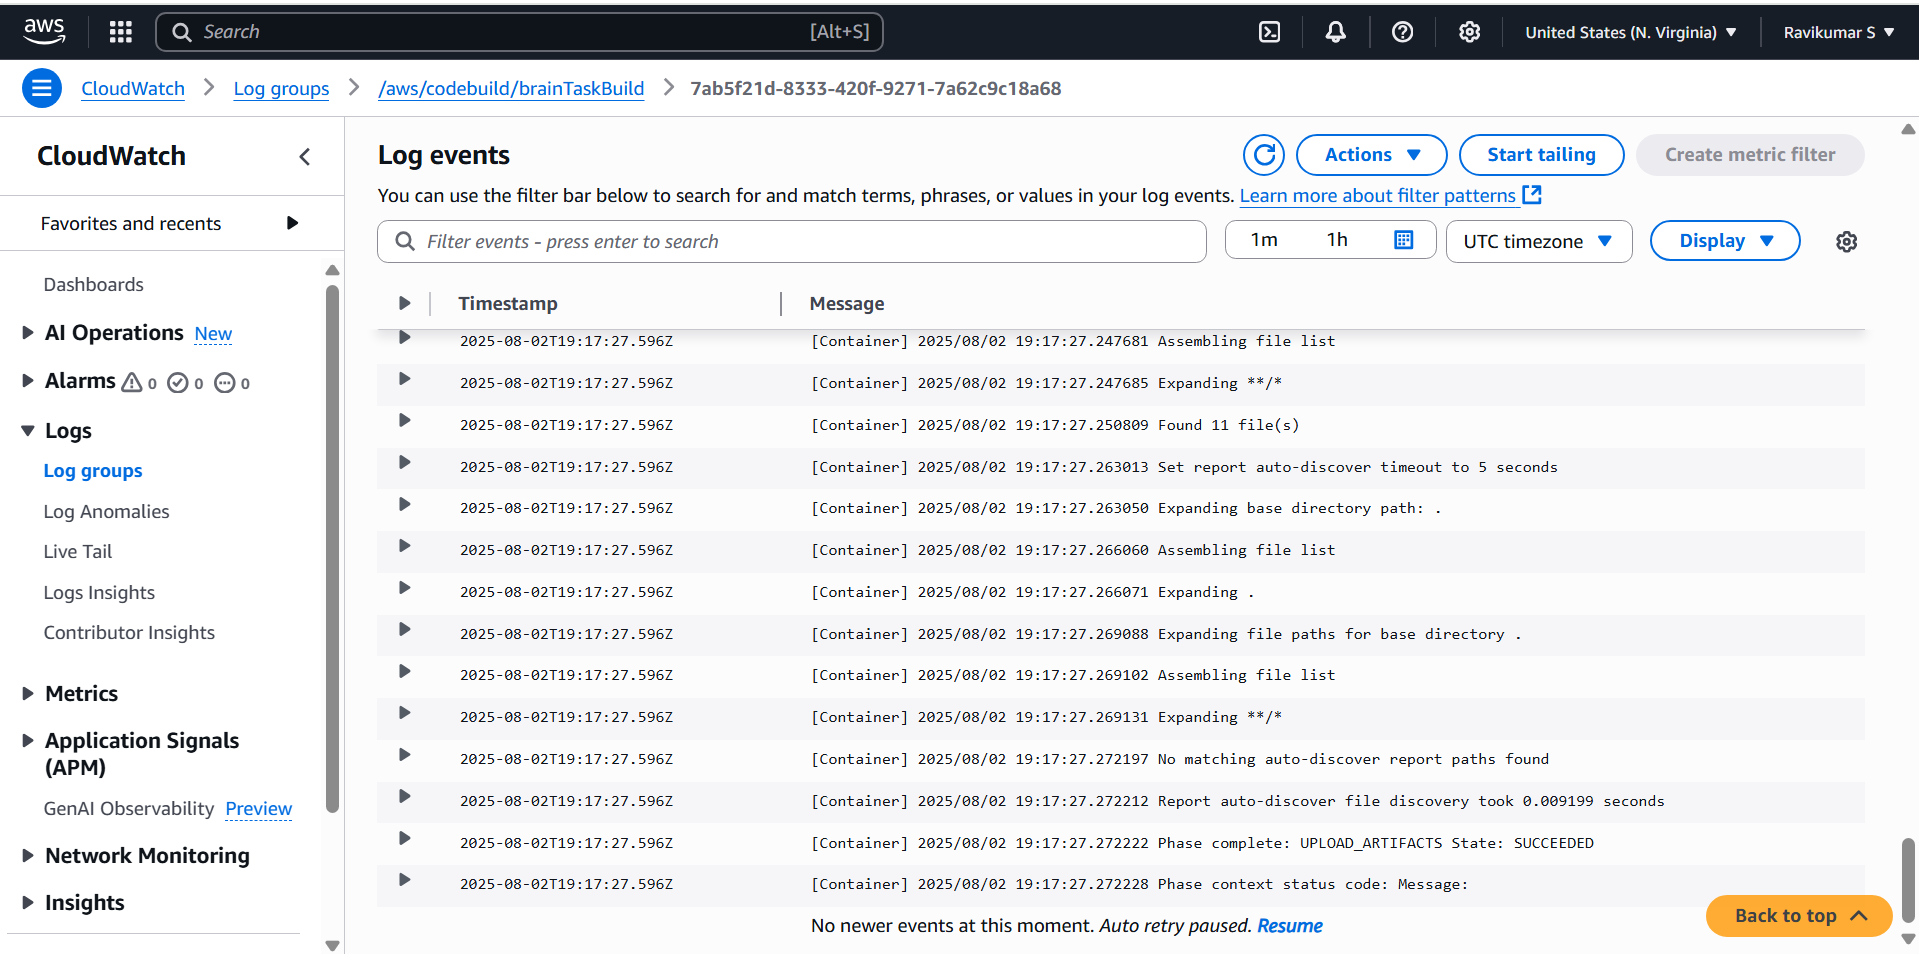 aws
Search [Alt+S]
United States (N. Virginia)
Ravikumar S
CloudWatch
Log groups
/aws/codebuild/brainTaskBuild
7ab5f21d-8333-420f-9271-7a62c9c18a68
CloudWatch
Favorites and recents
Dashboards
AI Operations New
Alarms 0 0 0
Logs
Log groups
Log Anomalies
Live Tail
Logs Insights
Contributor Insights
Metrics
Application Signals
(APM)
GenAI Observability Preview
Network Monitoring
Insights
Log events
Actions
Start tailing
Create metric filter
You can use the filter bar below to search for and match terms, phrases, or values in your log events. Learn more about filter patterns
Filter events - press enter to search
1m 1h
UTC timezone
Display
Timestamp Message
2025-08-02T19:17:27.596Z [Container] 2025/08/02 19:17:27.247681 Assembling file list
2025-08-02T19:17:27.596Z [Container] 2025/08/02 19:17:27.247685 Expanding **/*
2025-08-02T19:17:27.596Z [Container] 2025/08/02 19:17:27.250809 Found 11 file(s)
2025-08-02T19:17:27.596Z [Container] 2025/08/02 19:17:27.263013 Set report auto-discover timeout to 5 seconds
2025-08-02T19:17:27.596Z [Container] 2025/08/02 19:17:27.263050 Expanding base directory path: .
2025-08-02T19:17:27.596Z [Container] 2025/08/02 19:17:27.266060 Assembling file list
2025-08-02T19:17:27.596Z [Container] 2025/08/02 19:17:27.266071 Expanding .
2025-08-02T19:17:27.596Z [Container] 2025/08/02 19:17:27.269088 Expanding file paths for base directory .
2025-08-02T19:17:27.596Z [Container] 2025/08/02 19:17:27.269102 Assembling file list
2025-08-02T19:17:27.596Z [Container] 2025/08/02 19:17:27.269131 Expanding **/*
2025-08-02T19:17:27.596Z [Container] 2025/08/02 19:17:27.272197 No matching auto-discover report paths found
2025-08-02T19:17:27.596Z [Container] 2025/08/02 19:17:27.272212 Report auto-discover file discovery took 0.009199 seconds
2025-08-02T19:17:27.596Z [Container] 2025/08/02 19:17:27.272222 Phase complete: UPLOAD_ARTIFACTS State: SUCCEEDED
2025-08-02T19:17:27.596Z [Container] 2025/08/02 19:17:27.272228 Phase context status code: Message:
No newer events at this moment. Auto retry paused. Resume
Back to top